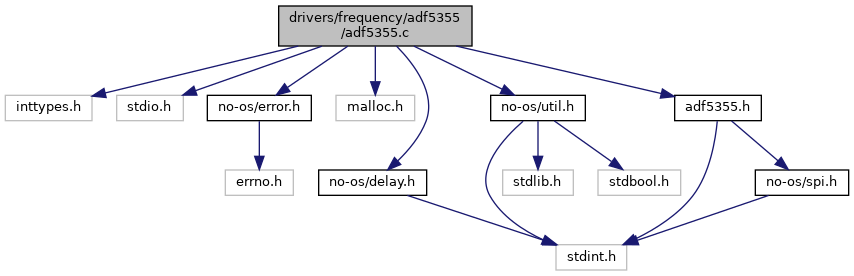 drivers/frequency/adf5355
/adf5355.c
inttypes.h
stdio.h
no-os/error.h
malloc.h
no-os/util.h
adf5355.h
errno.h
no-os/delay.h
stdlib.h
stdbool.h
no-os/spi.h
stdint.h